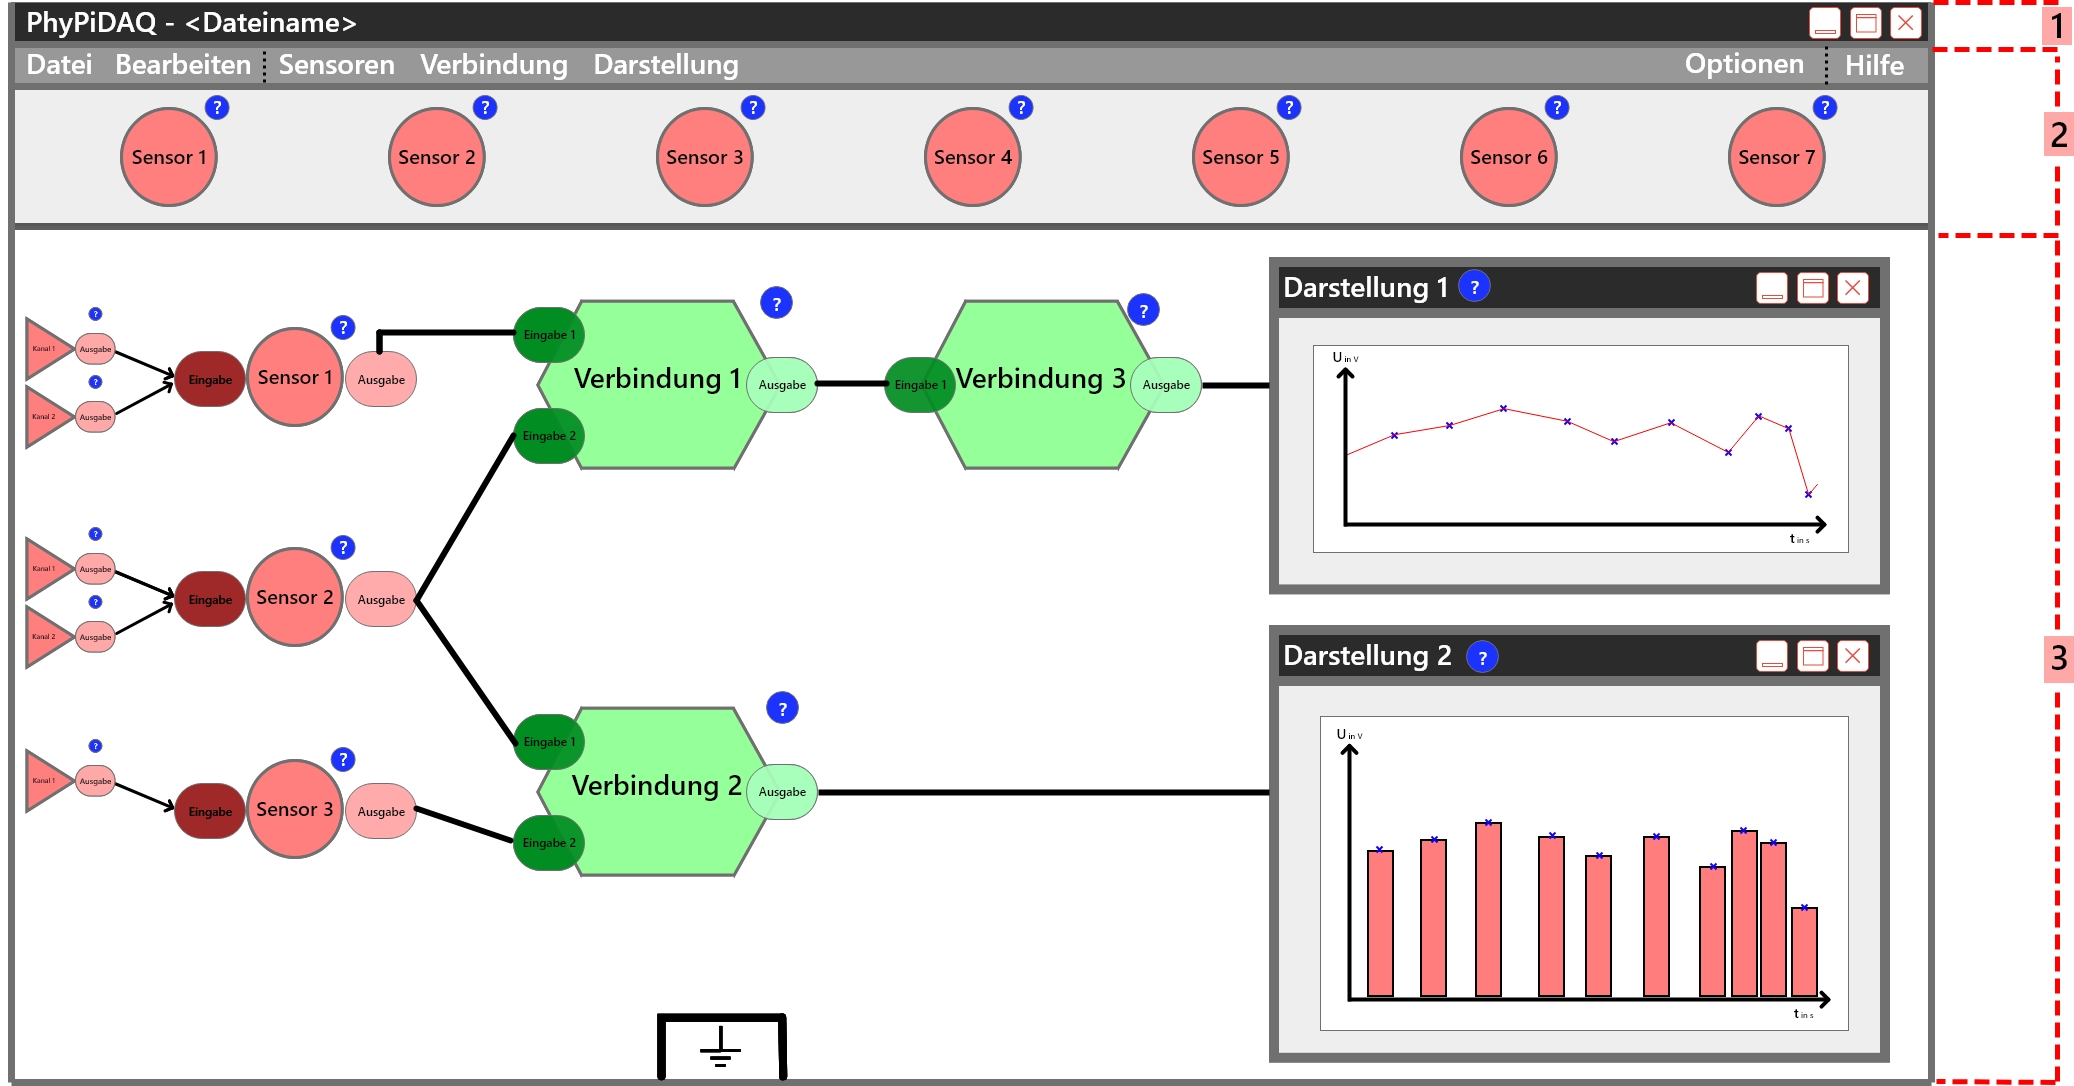 PhyPiDAQ - <Dateiname>
1
Datei Bearbeiten Sensoren Verbindung Darstellung Optionen Hilfe
? ? ? ? ? ? ?
Sensor 1 Sensor 2 Sensor 3 Sensor 4 Sensor 5 Sensor 6 Sensor 7
2
Darstellung 1 ?
? ? ? ?
Kanal 1 Ausgabe
Eingabe 1
?
Kanal 2 Ausgabe
Eingabe Sensor 1 Ausgabe
Verbindung 1 Ausgabe
Eingabe 1 Verbindung 3 Ausgabe
Eingabe 2
U in V
t in s
? ?
Kanal 1 Ausgabe
?
Kanal 2 Ausgabe
Eingabe Sensor 2 Ausgabe
Darstellung 2 ?
3
? ? ?
Kanal 1 Ausgabe
Eingabe Sensor 3 Ausgabe
Eingabe 1
Verbindung 2 Ausgabe
Eingabe 2
U in V
t in s